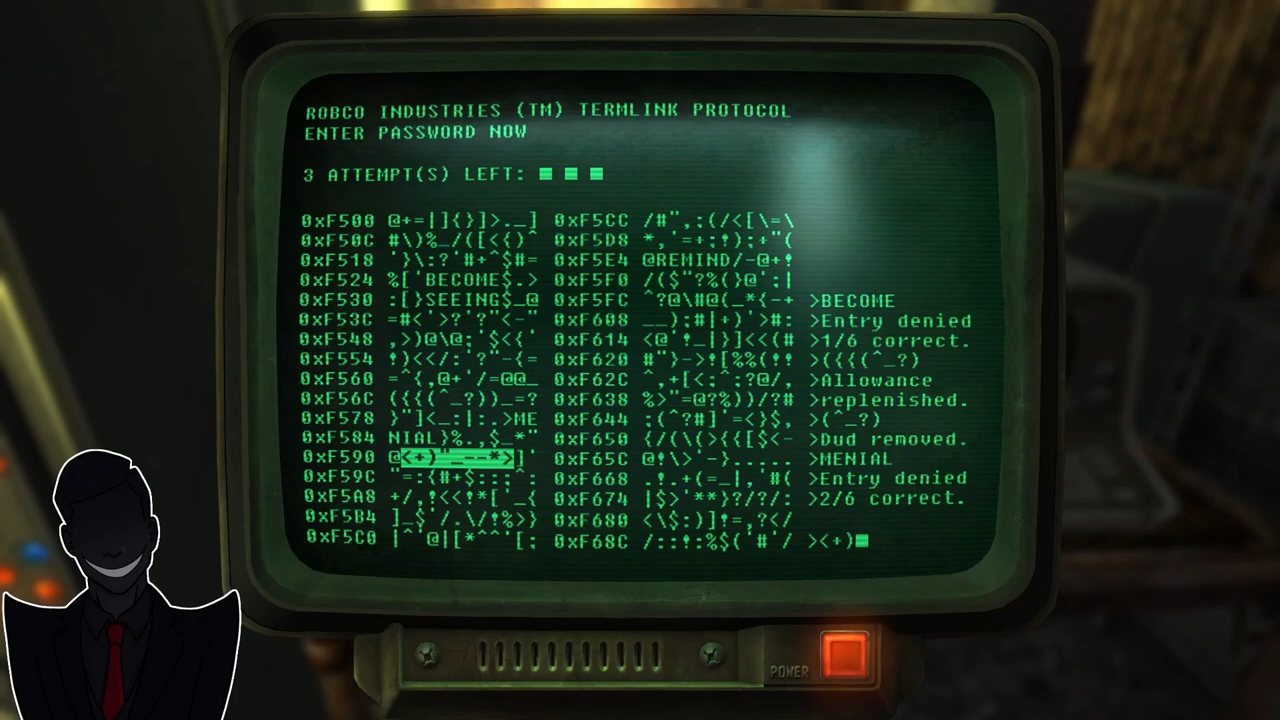 ROBCO INDUSTRIES (TM) TERMLINK PROTOCOL
ENTER PASSWORD NOW
3 ATTEMPT(S) LEFT: ■ ■ ■
0xF500 @+=|]{}]>._] 0xF5CC /#",:(/<[\=\
0xF50C #\)%_/([<{)^ 0xF5D8 *,'=+;!);+"(
0xF518 '}\:?'#+^$#= 0xF5E4 @REMIND/-@+!
0xF524 %['BECOME$.> 0xF5F0 /($"?%(}@';|
0xF530 :[}SEEING$_@ 0xF5FC ^?@\#@(_*{-+ >BECOME
0xF53C =#<'>?'?"<-" 0xF608 __);#|+)'>#: >Entry denied
0xF548 ,>)@\@;'$<{' 0xF614 <@'!_|}]<<(# >1/6 correct.
0xF554 !)<</:'?"-{= 0xF620 #"}->![%%(!! >({{(^_?)
0xF560 =^{,@+'/=@@_ 0xF62C ^,+[<;^;?@/, >Allowance
0xF56C ({{(^_?))_=? 0xF638 %>"=@?%))/?# >replenished.
0xF578 }"]<_:|:.>ME 0xF644 ;(^?#]'=<}$, >(^_?)
0xF584 NIAL}%.,$_*" 0xF650 {/(\(>{{[$<- >Dud removed.
0xF590 @<+)"_--*>]' 0xF65C @!\>'-}..... >MENIAL
0xF59C "=:{#+$:::^: 0xF668 .!.+(=_|,'#( >Entry denied
0xF5A8 +/,!<<!*['_{ 0xF674 |$>'**}?/?/: >2/6 correct.
0xF5B4 ]_$'/.\/!%>} 0xF680 <\$:)]!=,?</
0xF5C0 |^'@|[*^^'[; 0xF68C /::!:%$('#'/ ><+)■
POWER